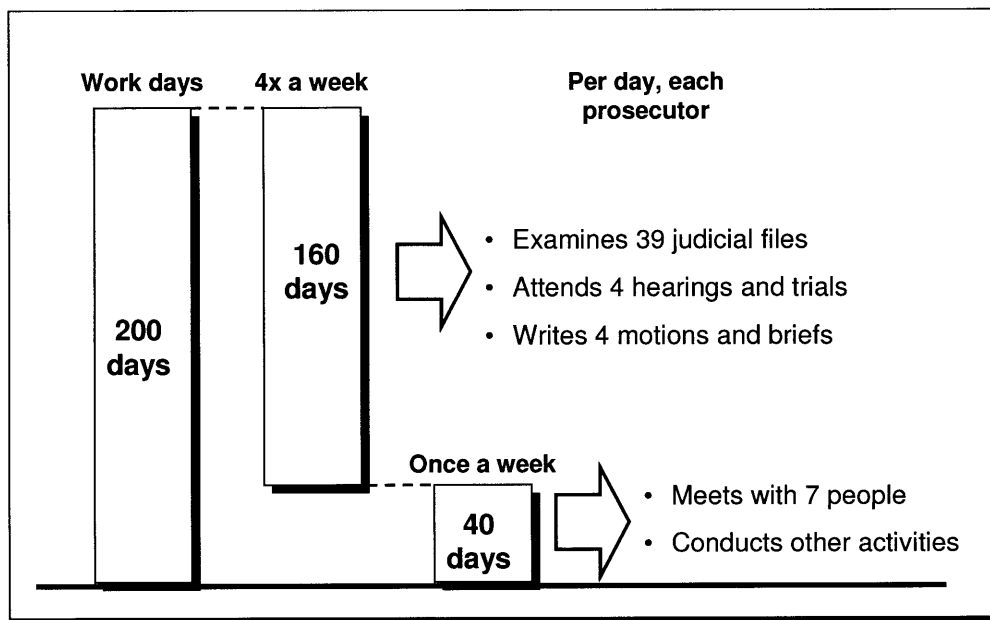 Work days
4x a week
Per day, each
prosecutor
200
days
160
days
• Examines 39 judicial files
• Attends 4 hearings and trials
• Writes 4 motions and briefs
Once a week
40
days
• Meets with 7 people
• Conducts other activities